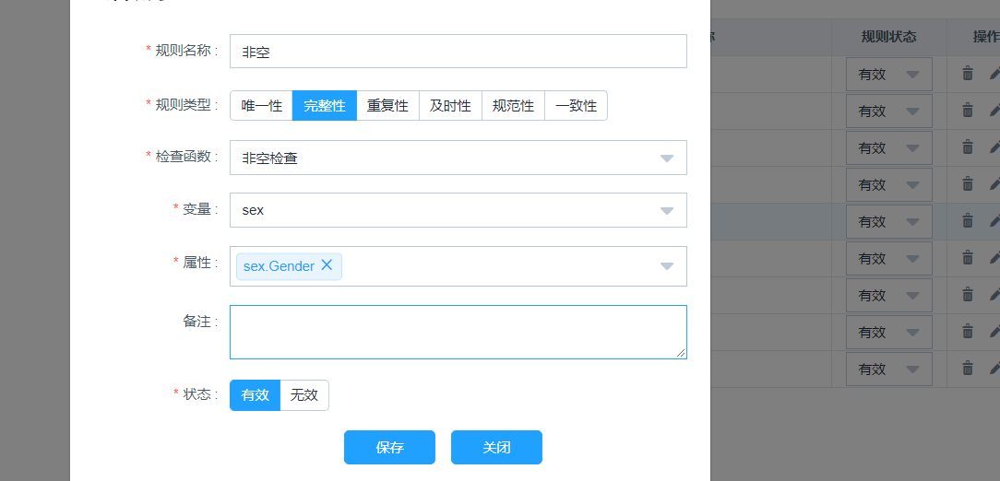 规则状态
操作
* 规则名称 :
非空
* 规则类型 :
唯一性
完整性
重复性
及时性
规范性
一致性
* 检查函数 :
非空检查
* 变量 :
sex
* 属性 :
sex.Gender ×
备注 :
* 状态 :
有效
无效
保存
关闭
有效
有效
有效
有效
有效
有效
有效
有效
有效